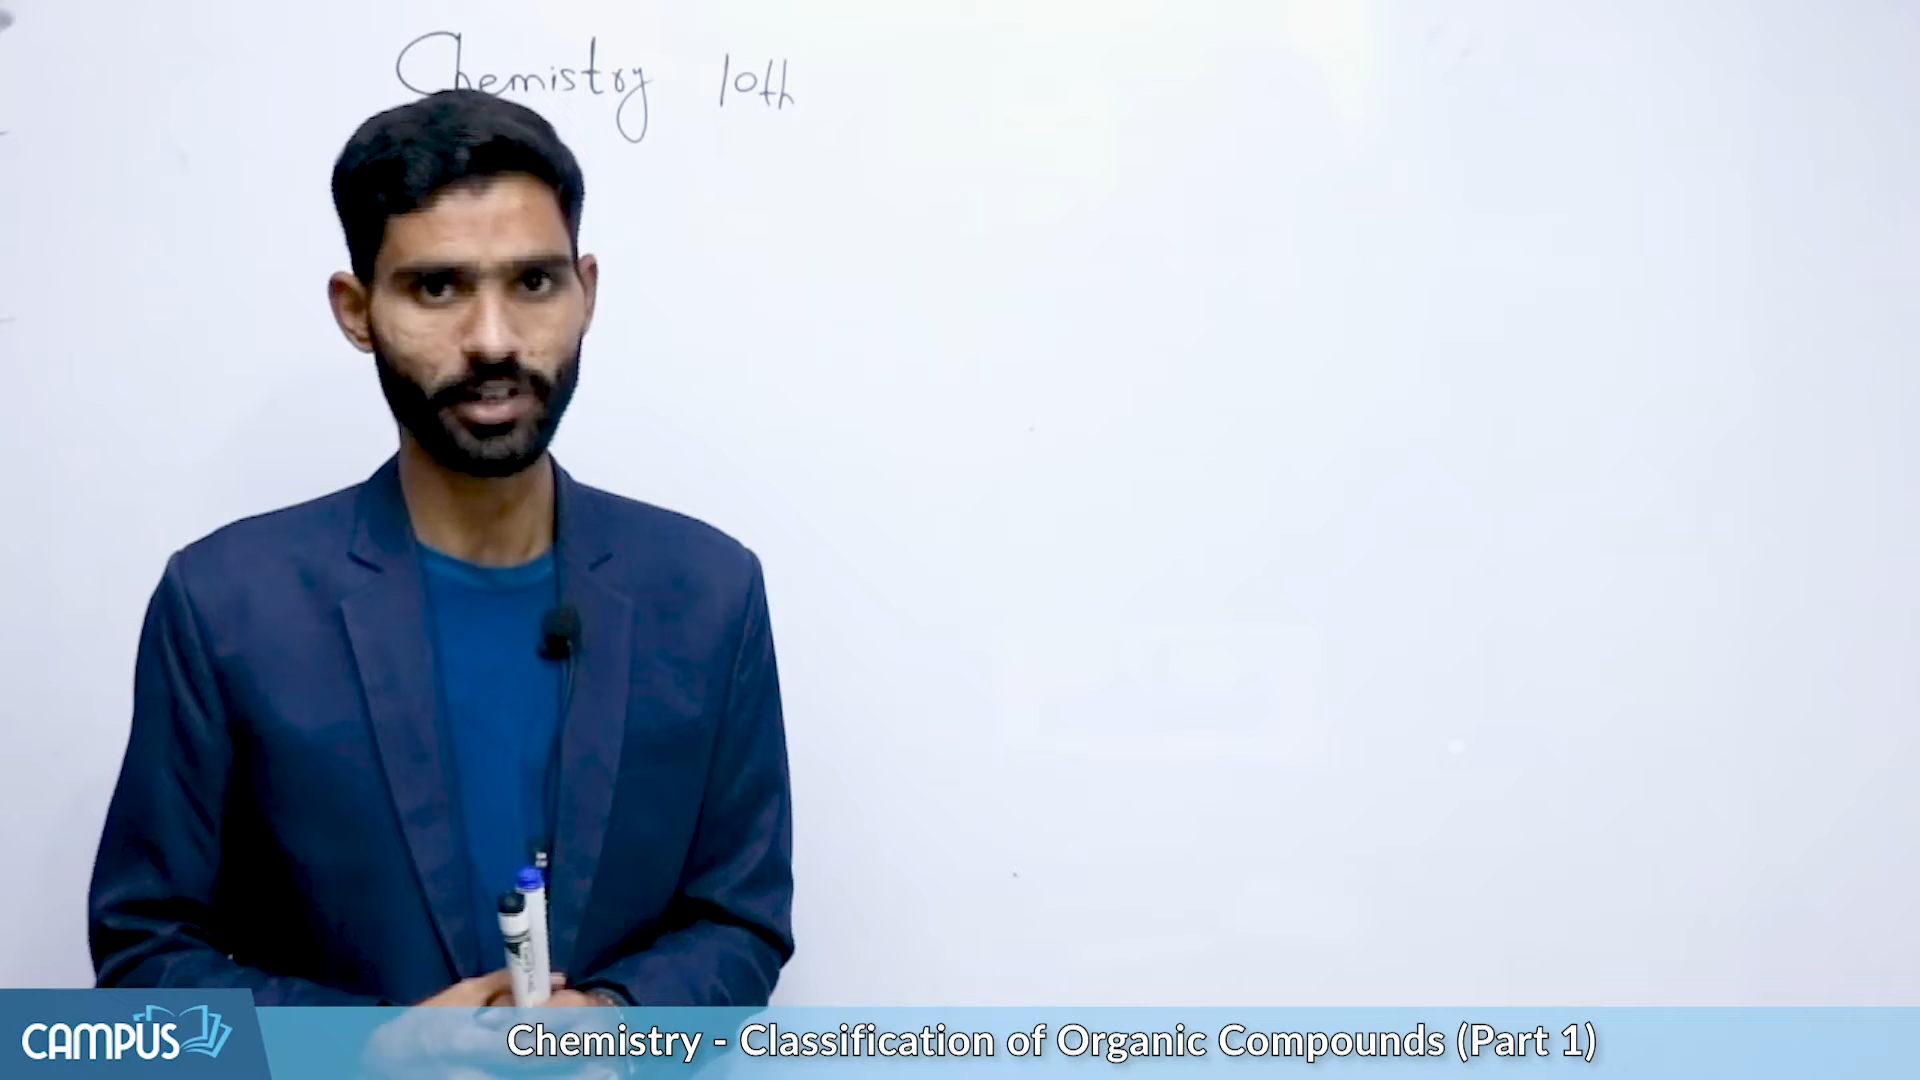 Chemistry 10th
CAMPUS
Chemistry - Classification of Organic Compounds (Part 1)